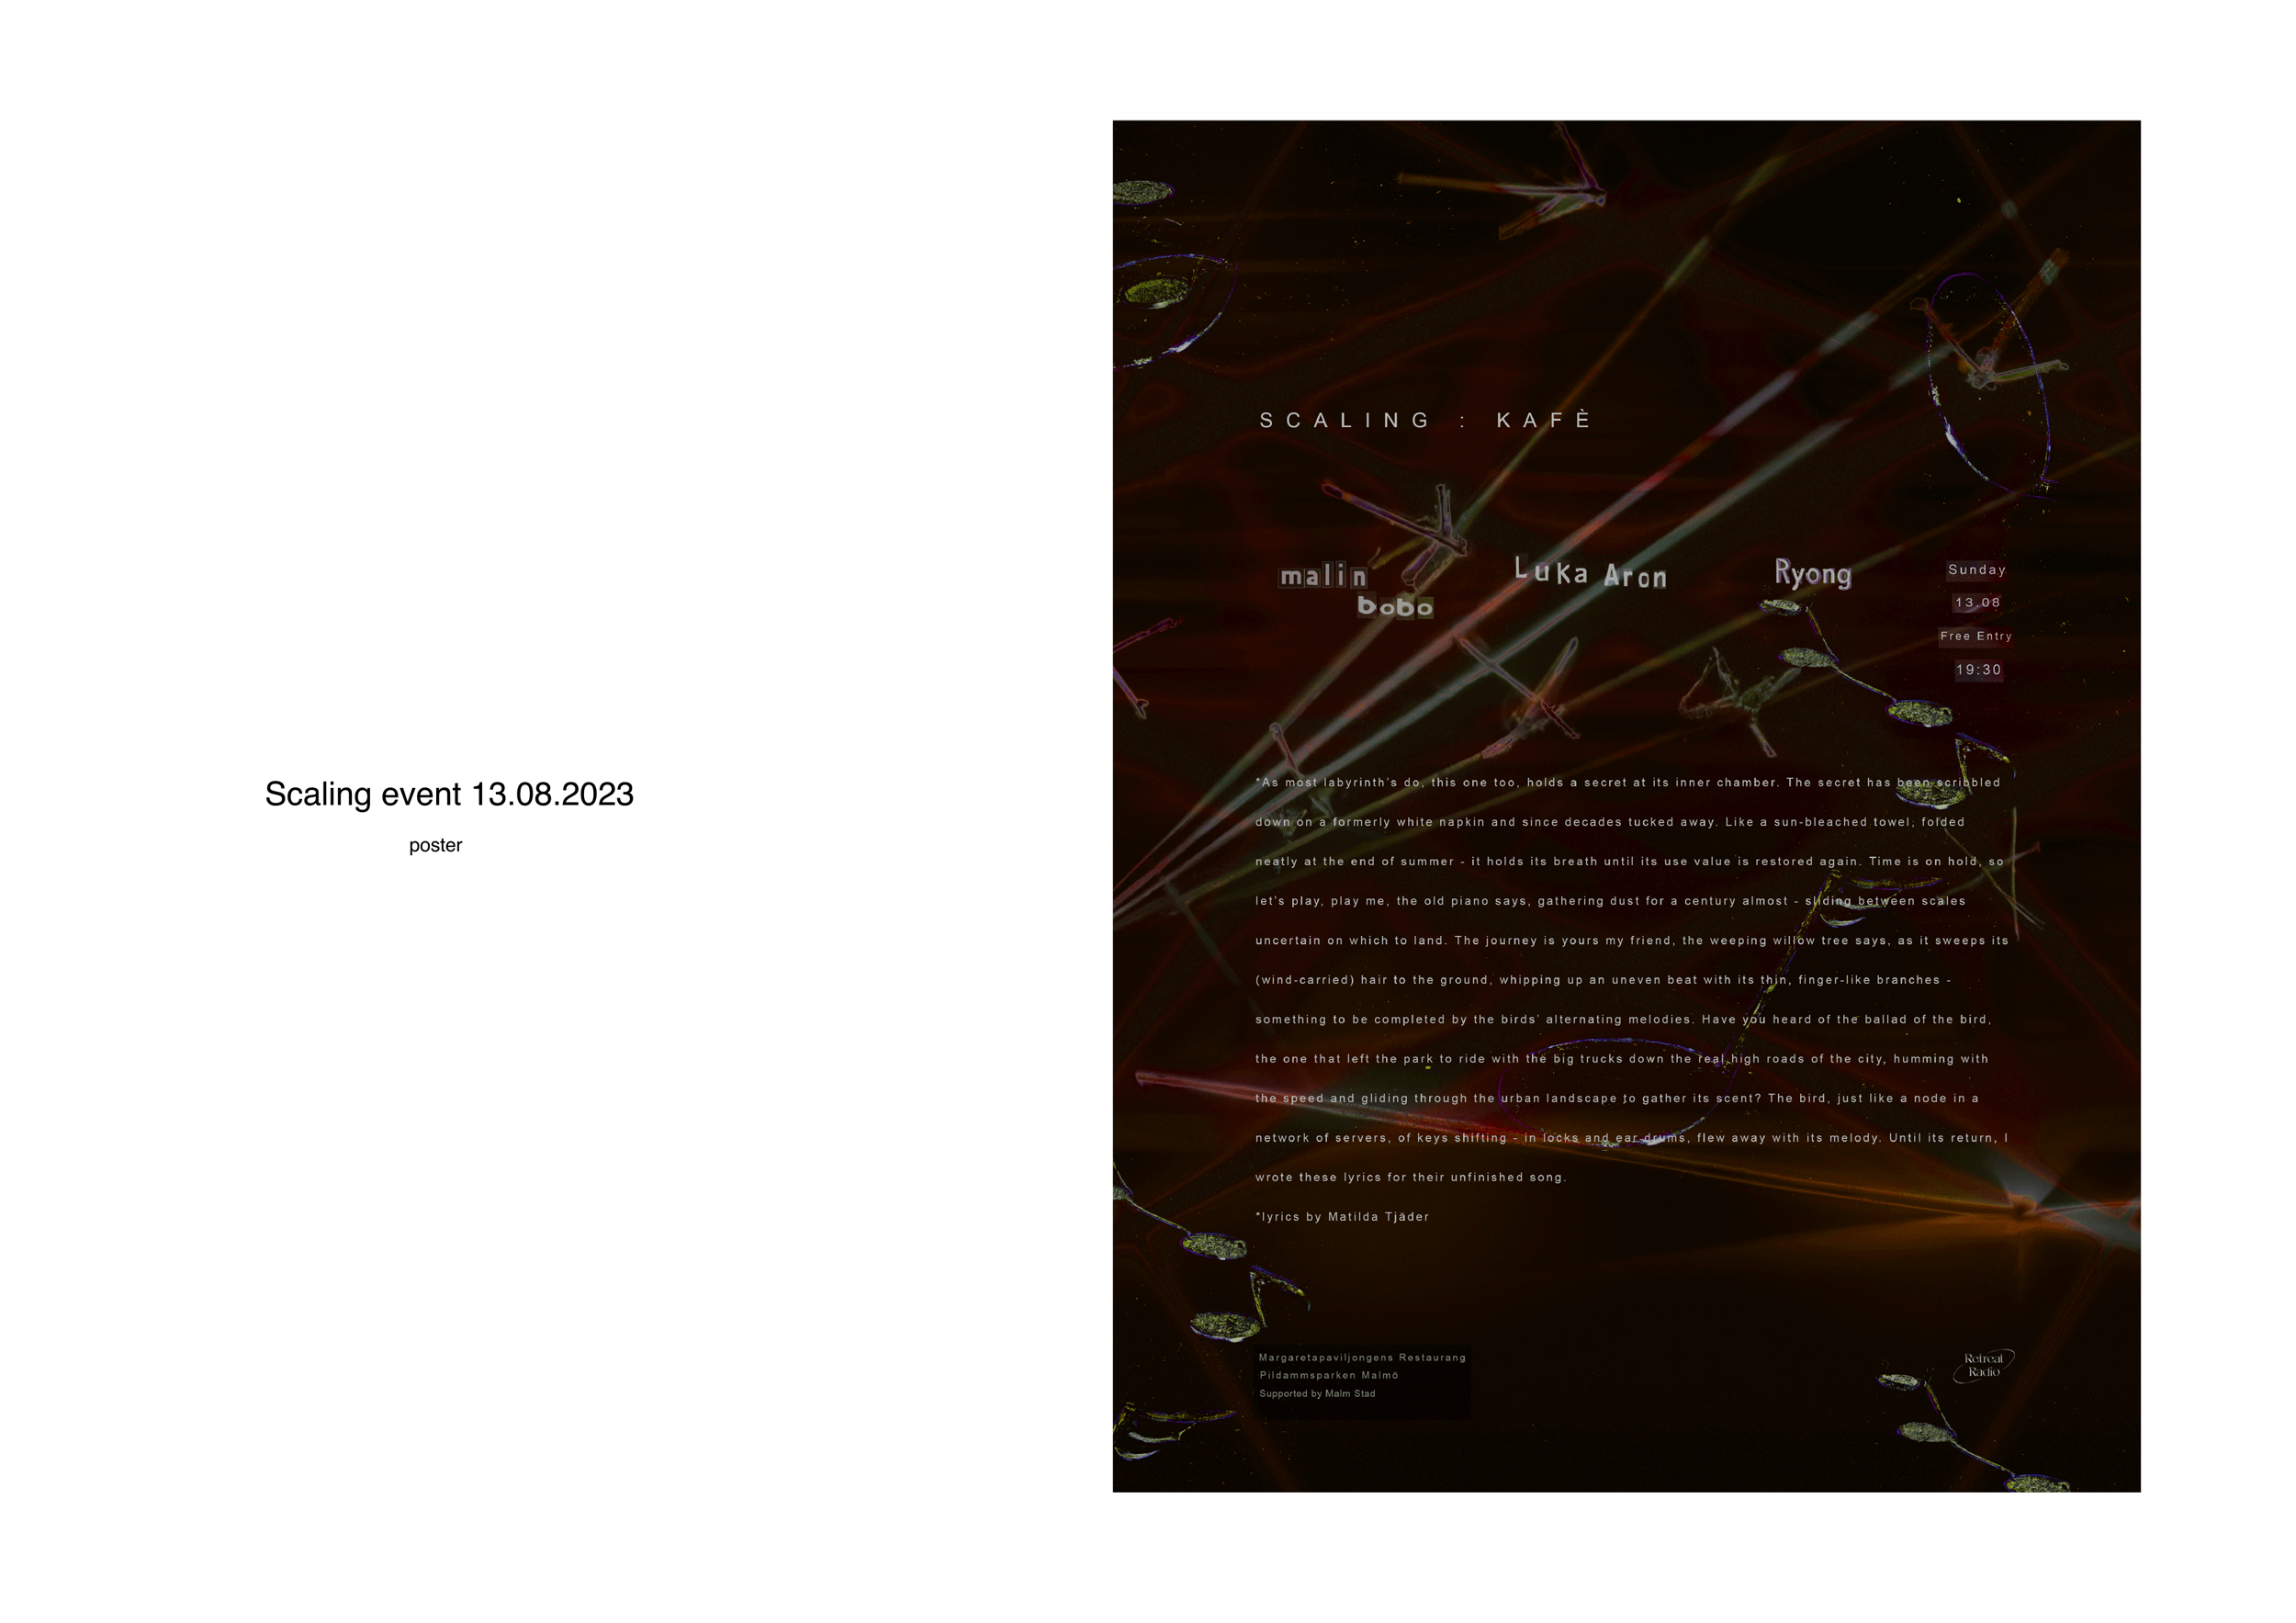 Scaling event 13.08.2023
poster
SCALING : KAFÈ
malin
bobo
Luka Aron
Ryong
Sunday
13.08
Free Entry
19:30
*As most labyrinth's do, this one too, holds a secret at its inner chamber. The secret has been scribbled
down on a formerly white napkin and since decades tucked away. Like a sun-bleached towel, folded
neatly at the end of summer - it holds its breath until its use value is restored again. Time is on hold, so
let's play, play me, the old piano says, gathering dust for a century almost - sliding between scales
uncertain on which to land. The journey is yours my friend, the weeping willow tree says, as it sweeps its
(wind-carried) hair to the ground, whipping up an uneven beat with its thin, finger-like branches -
something to be completed by the birds' alternating melodies. Have you heard of the ballad of the bird,
the one that left the park to ride with the big trucks down the real high roads of the city, humming with
the speed and gliding through the urban landscape to gather its scent? The bird, just like a node in a
network of servers, of keys shifting - in locks and ear-drums, flew away with its melody. Until its return, I
wrote these lyrics for their unfinished song.
*lyrics by Matilda Tjäder
Margaretapaviljongens Restaurang
Pildammsparken Malmö
Supported by Malm Stad
Retreat
Radio